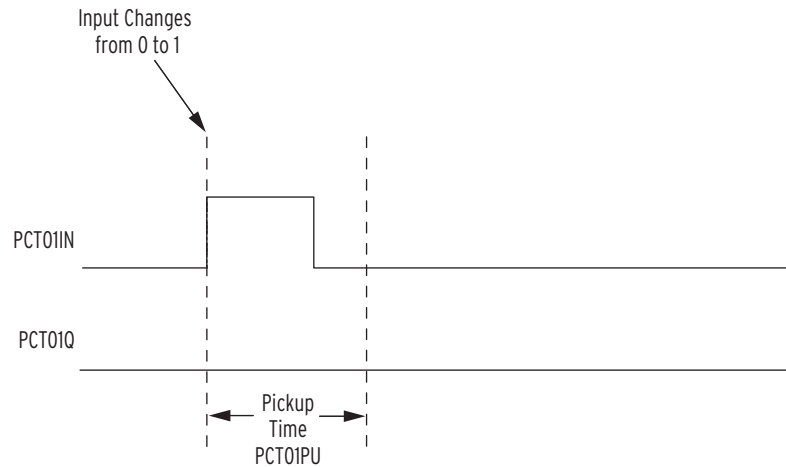 Input Changes
from 0 to 1
PCT01IN
PCT01Q
Pickup
Time
PCT01PU